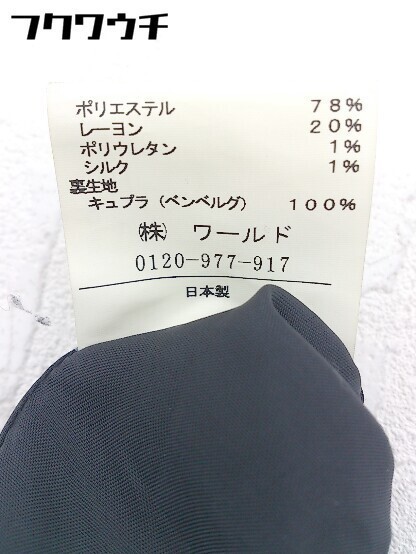 フクワウチ
ポリエステル 78%
レーヨン 20%
ポリウレタン 1%
シルク 1%
裏生地
キュプラ(ベンベルグ) 100%
㈱ ワールド
0120-977-917
日本製